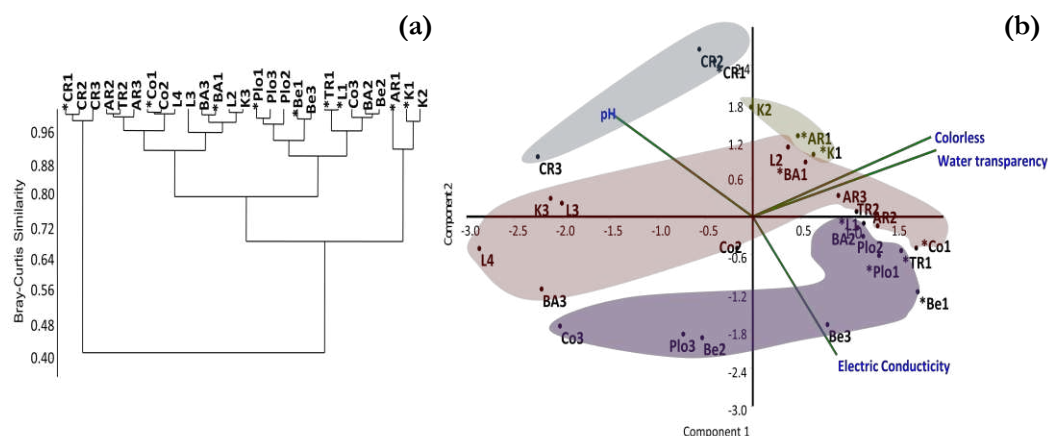 (a)
*CR1 CR2 CR3 AR2 TR2 AR3 *Co1 Co2 L4 L3 BA3 *BA1 L2 K3 *Plo1 Plo3 Plo2 *Be1 Be3 *TR1 *L1 Co3 BA2 Be2 *AR1 *K1 K2
Bray-Curtis Similarity
0.96
0.88
0.80
0.72
0.64
0.56
0.48
0.40
(b)
CR2
2.4
*CR1
1.8
K2
pH
*AR1
Colorless
1.2
*K1
L2
Water transparency
CR3
*BA1
0.6
AR3
K3
L3
TR2
AR2
Component 2
-3.0
-2.5
-2.0
-1.5
-1.0
-0.5
0.5
*L1
1.5
BA2
Plo2
Co2
*Co1
-0.6
L4
*TR1
*Plo1
-1.2
BA3
*Be1
Co3
-1.8
Plo3
Be2
Be3
Electric Conducticity
-2.4
-3.0
Component 1